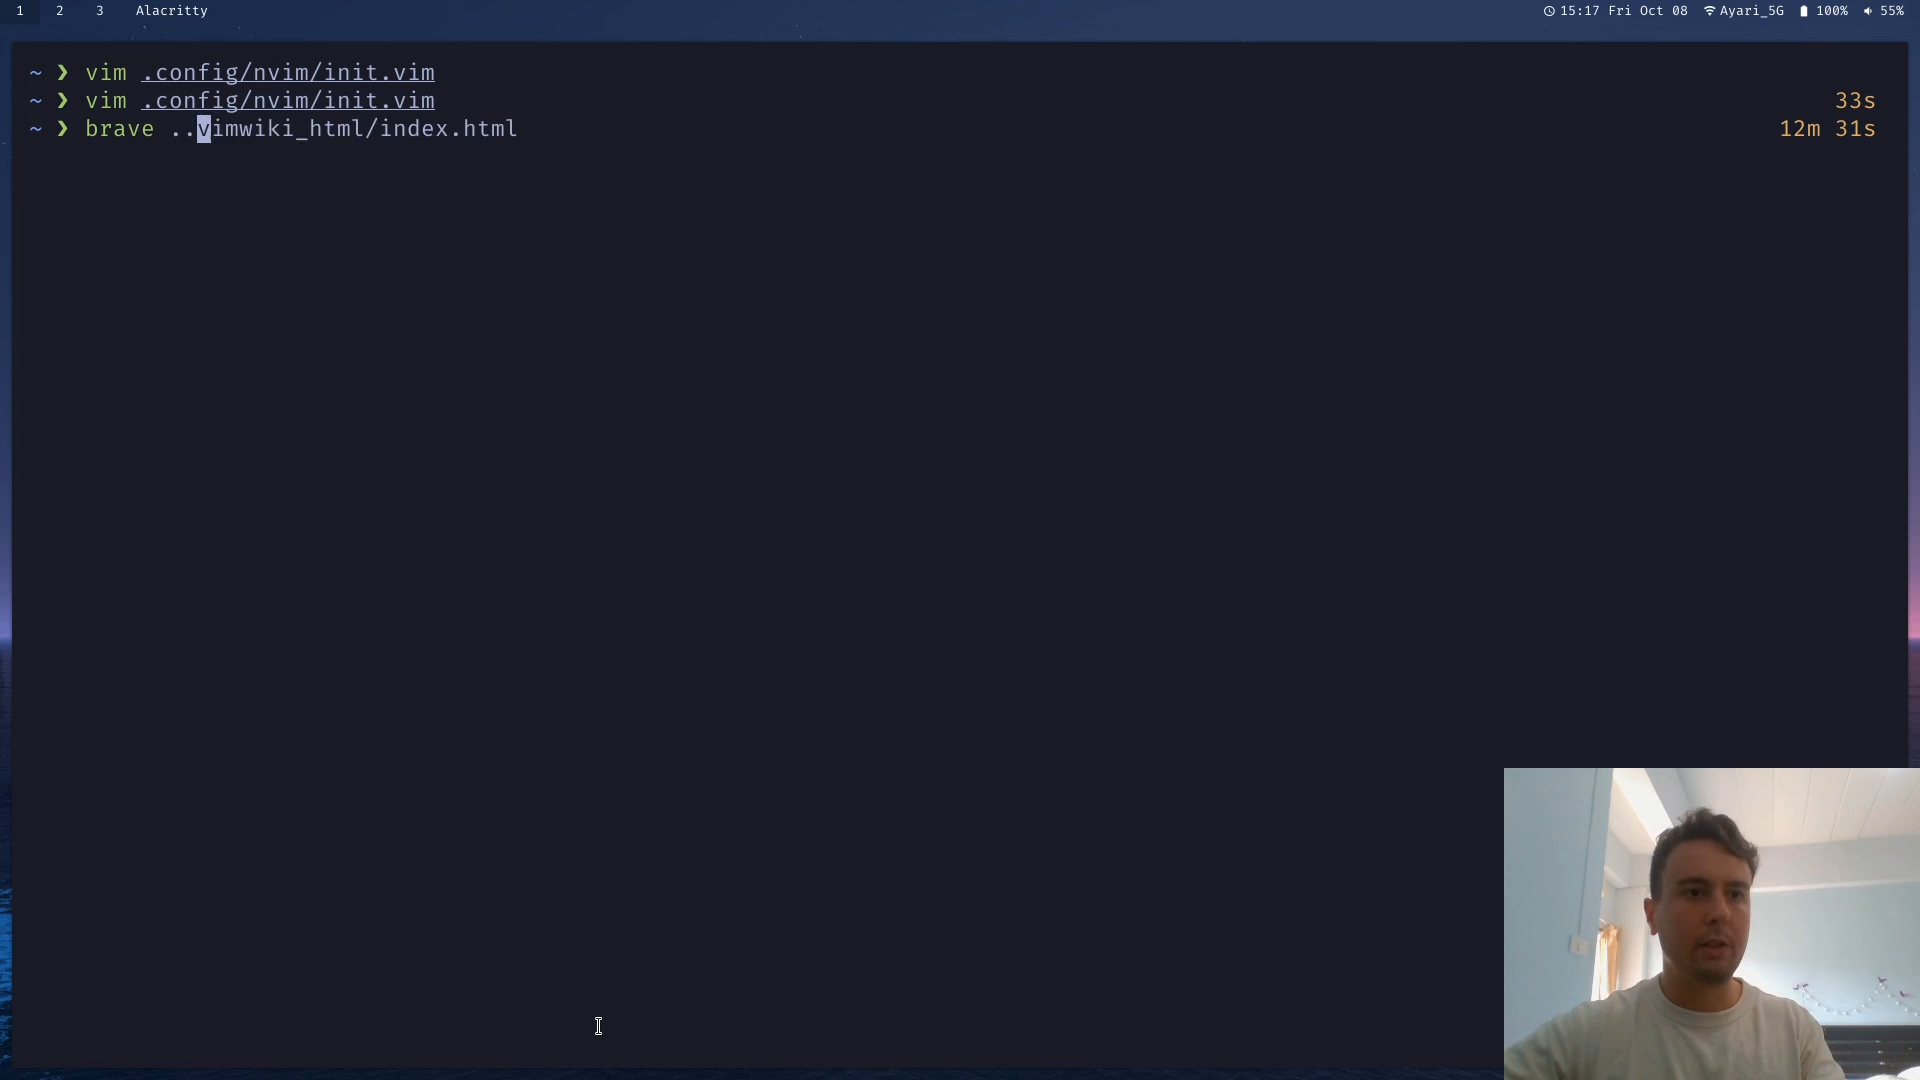 1 2 3 Alacritty 15:17 Fri Oct 08 Ayari_5G 100% 55%
~ ❯ vim .config/nvim/init.vim
~ ❯ vim .config/nvim/init.vim 33s
~ ❯ brave ..vimwiki_html/index.html 12m 31s